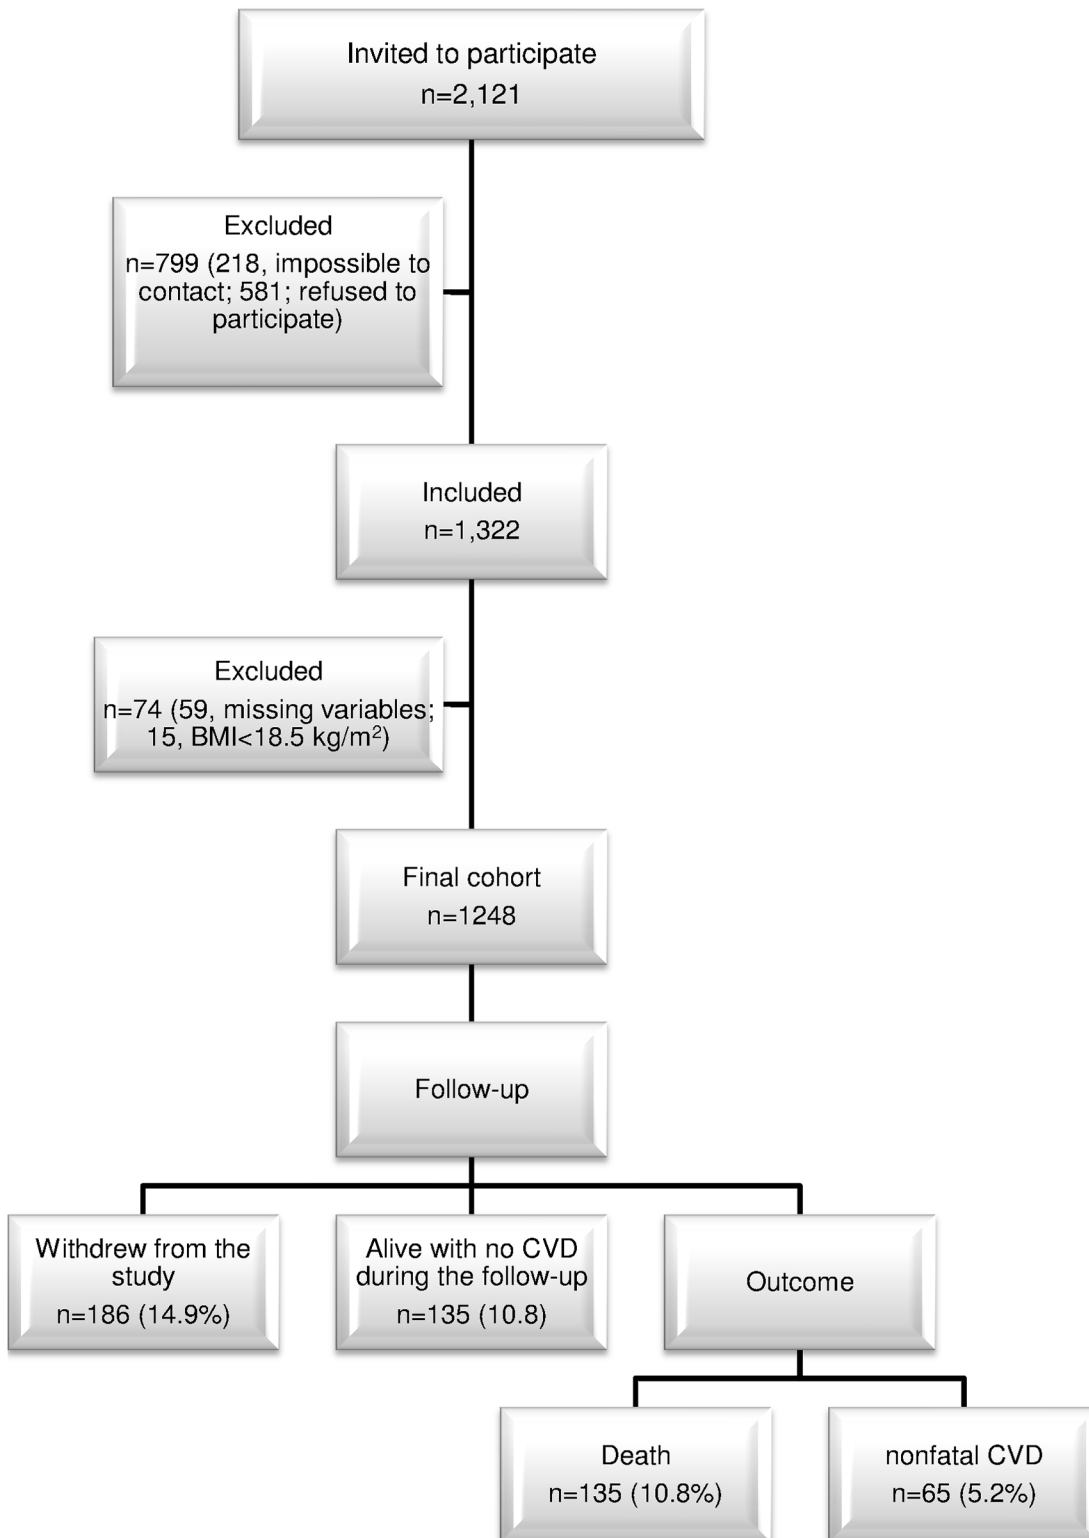 Invited to participate
n=2,121
Excluded
n=799 (218, impossible to
contact; 581; refused to
participate)
Included
n=1,322
Excluded
n=74 (59, missing variables;
15, BMI<18.5 kg/m²)
Final cohort
n=1248
Follow-up
Withdrew from the
study
n=186 (14.9%)
Alive with no CVD
during the follow-up
n=135 (10.8)
Outcome
Death
n=135 (10.8%)
nonfatal CVD
n=65 (5.2%)